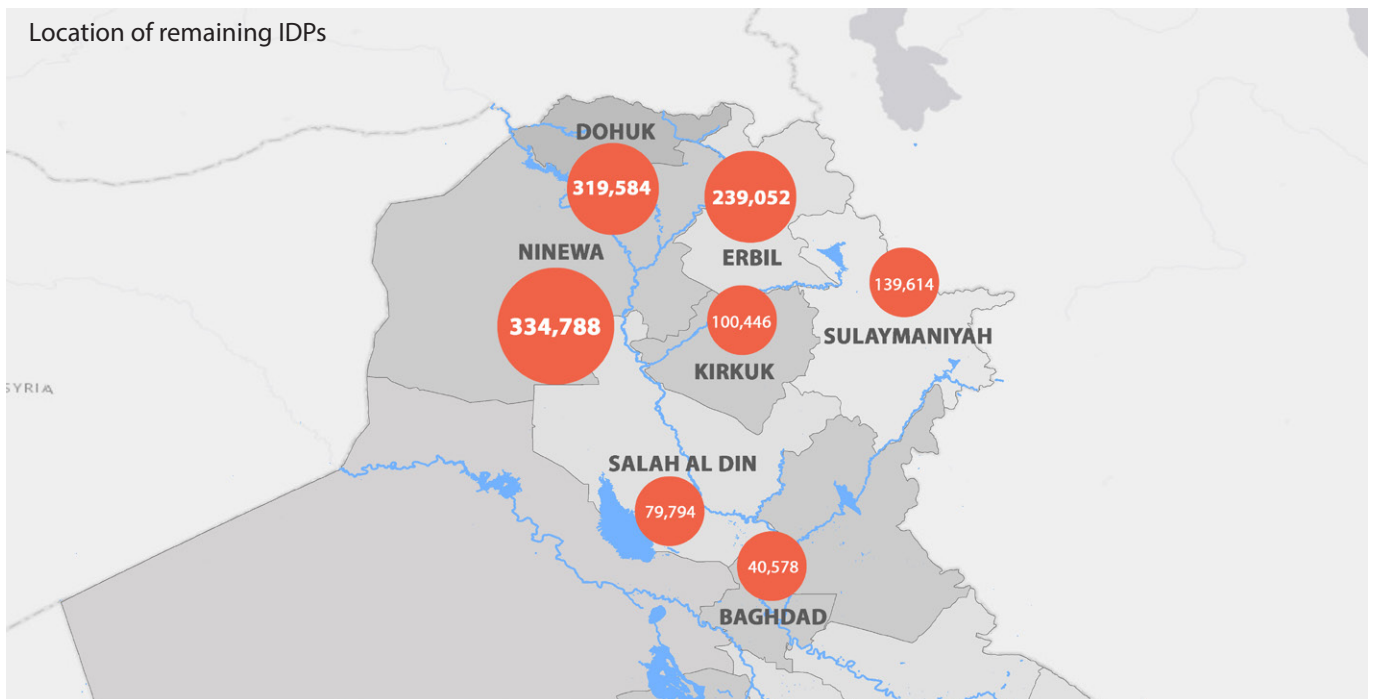 Location of remaining IDPs
DOHUK
319,584
239,052
NINEWA
ERBIL
139,614
334,788
100,446
SULAYMANIYAH
KIRKUK
SYRIA
SALAH AL DIN
79,794
40,578
BAGHDAD